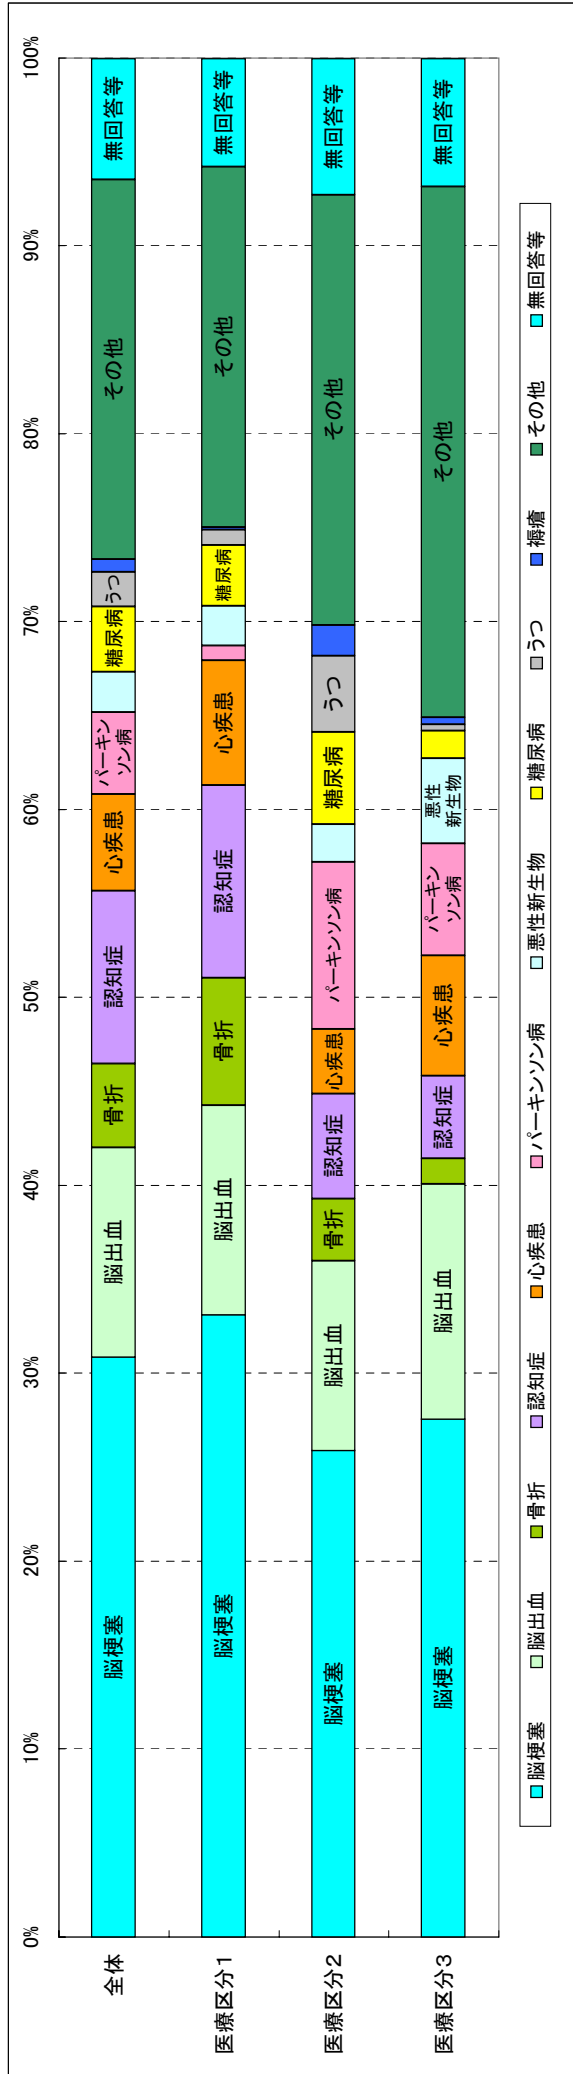 0%
10%
20%
30%
40%
50%
60%
70%
80%
90%
100%
全体
脳梗塞
脳出血
骨折
認知症
心疾患
パーキン
ソン病
糖尿病
うつ
その他
無回答等
医療区分1
脳梗塞
脳出血
骨折
認知症
心疾患
糖尿病
その他
無回答等
医療区分2
脳梗塞
脳出血
骨折
認知症
心疾患
パーキンソン病
糖尿病
うつ
その他
無回答等
医療区分3
脳梗塞
脳出血
認知症
心疾患
パーキン
ソン病
悪性
新生物
その他
無回答等
脳梗塞 脳出血 骨折 認知症 心疾患 パーキンソン病 悪性新生物 糖尿病 うつ 褥瘡 その他 無回答等